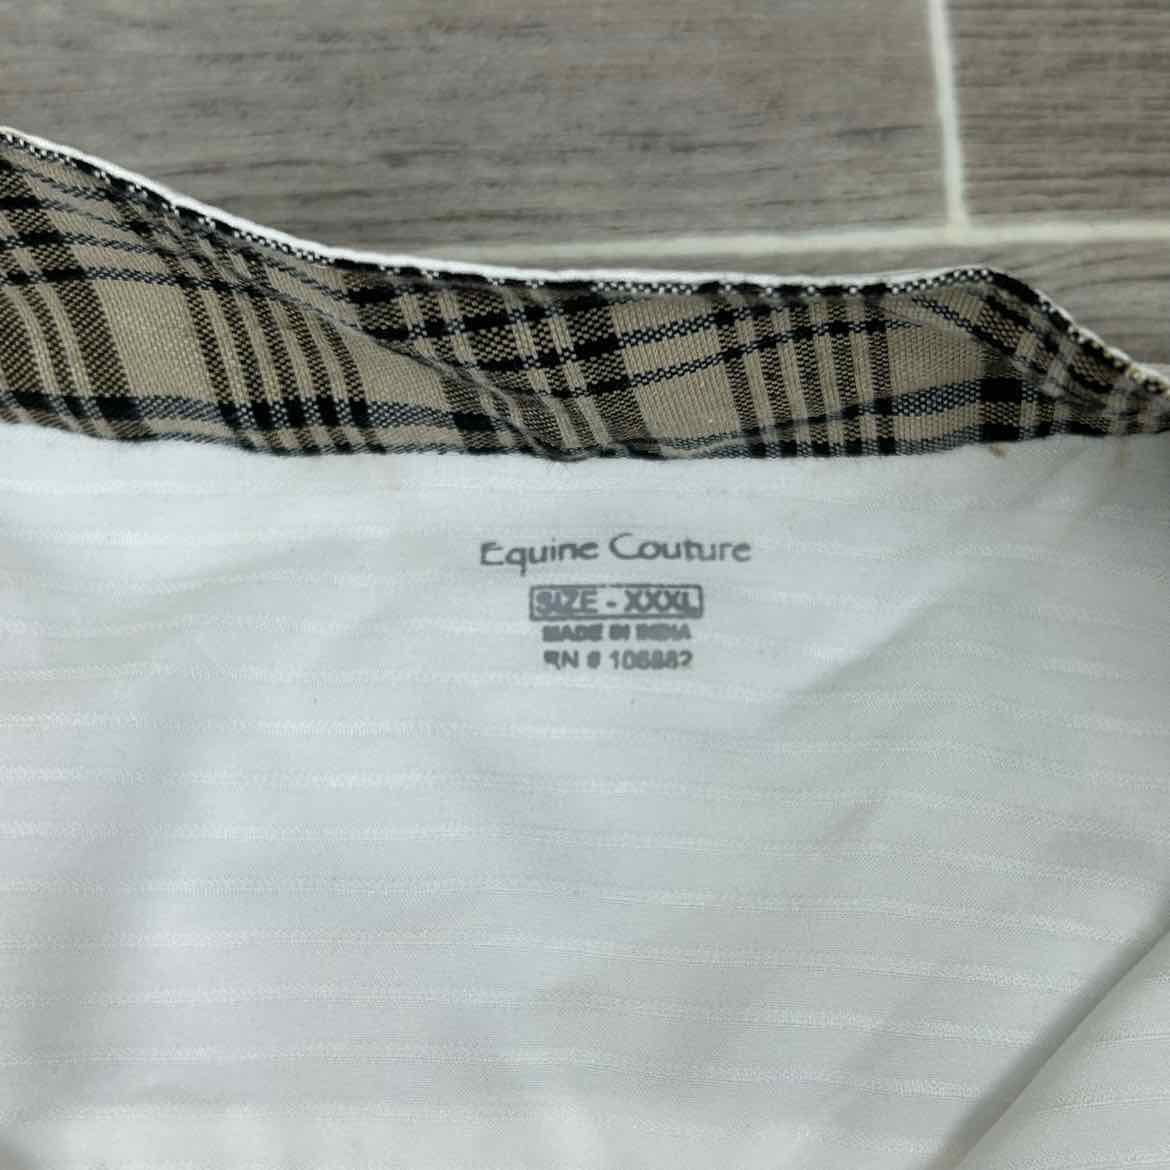 Equine Couture
SIZE - XXXL
MADE IN INDIA
RN # 106882